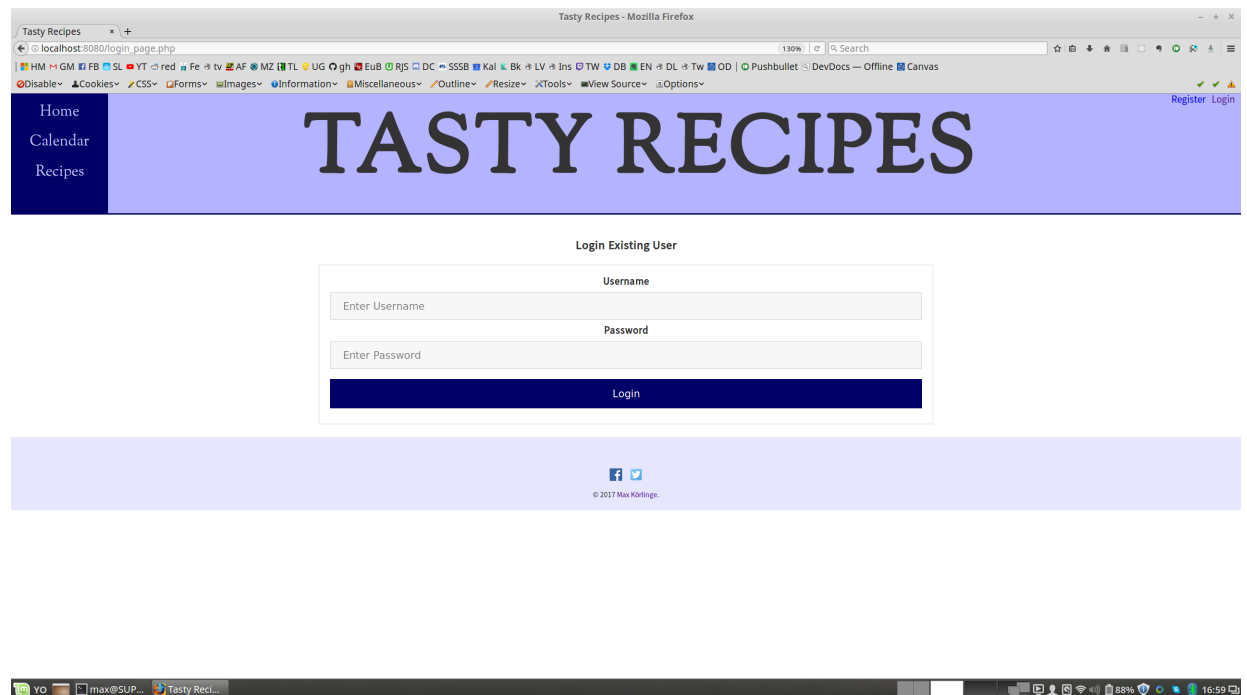 Tasty Recipes - Mozilla Firefox
Tasty Recipes × +
localhost:8080/login_page.php 130% Search
HM GM FB SL YT red Fe tv AF MZ TL UG gh EuB RJS DC SSSB Kal Bk LV Ins TW DB EN DL Tw OD | Pushbullet DevDocs — Offline Canvas
Disable Cookies CSS Forms Images Information Miscellaneous Outline Resize Tools View Source Options
Register Login
Home
Calendar
Recipes
TASTY RECIPES
Login Existing User
Username
Enter Username
Password
Enter Password
Login
© 2017 Max Körlinge.
YO max@SUP... Tasty Reci... 88% 16:59